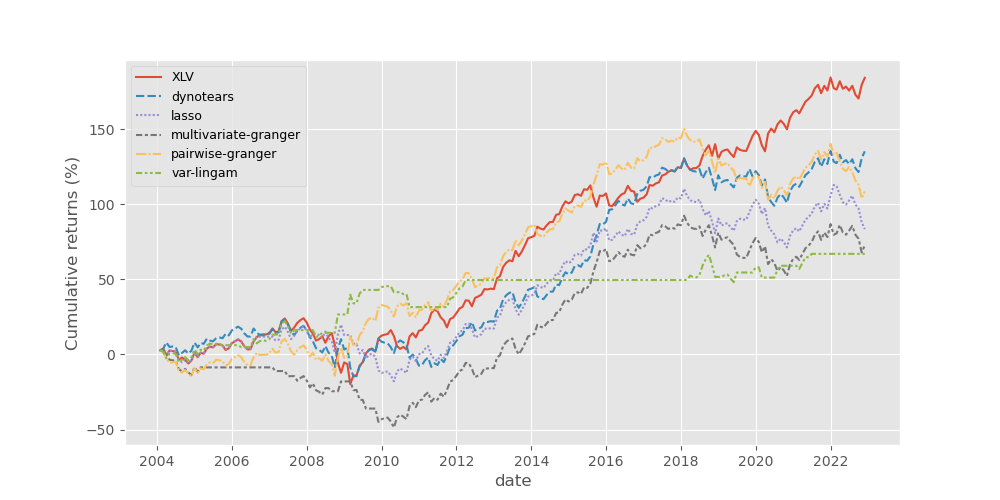 XLV
dynotears
lasso
multivariate-granger
pairwise-granger
var-lingam
Cumulative returns (%)
150
100
50
0
−50
2004 2006 2008 2010 2012 2014 2016 2018 2020 2022
date